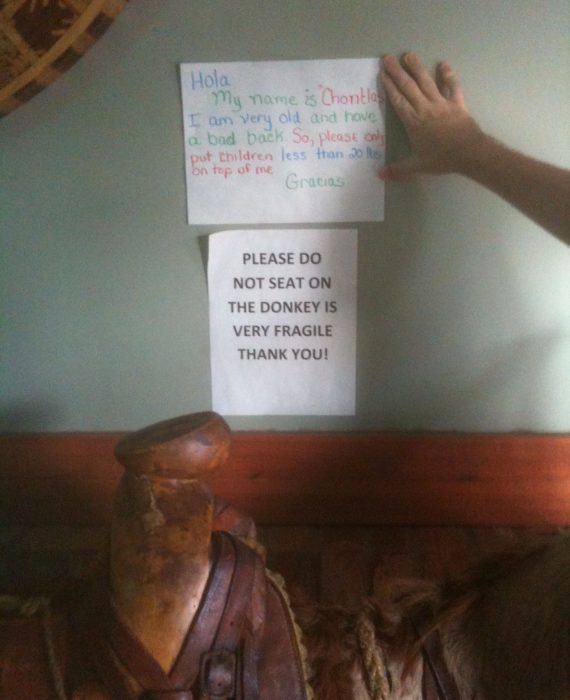 Hola
My name is "Chontla
I am very old and have
a bad back. So, please only
put children less than 20 lbs
on top of me
Gracias
PLEASE DO
NOT SEAT ON
THE DONKEY IS
VERY FRAGILE
THANK YOU!